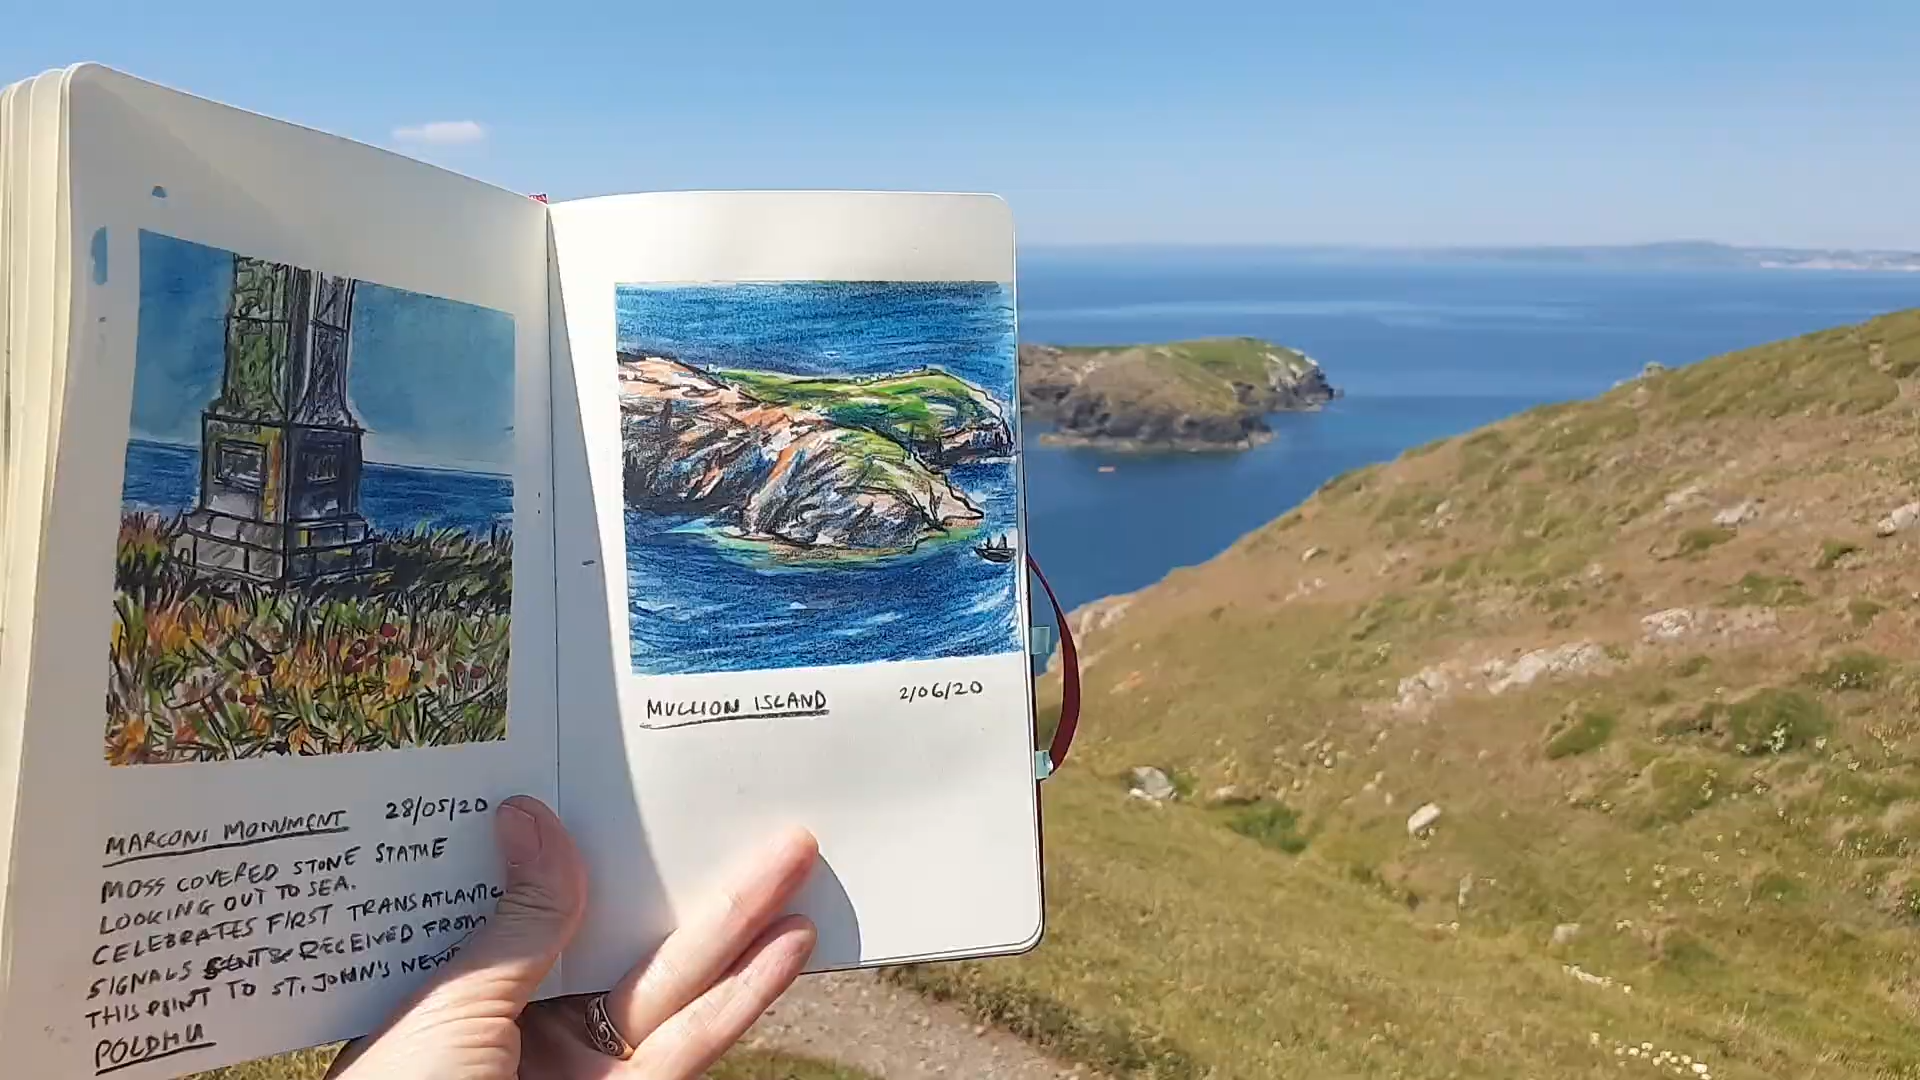 MARCONI MONUMENT 28/05/20
MOSS COVERED STONE STATUE
LOOKING OUT TO SEA.
CELEBRATES FIRST TRANSATLANTIC
SIGNALS SENT & RECEIVED FROM
THIS POINT TO ST. JOHN'S
POLDHU
MULLION ISLAND 2/06/20